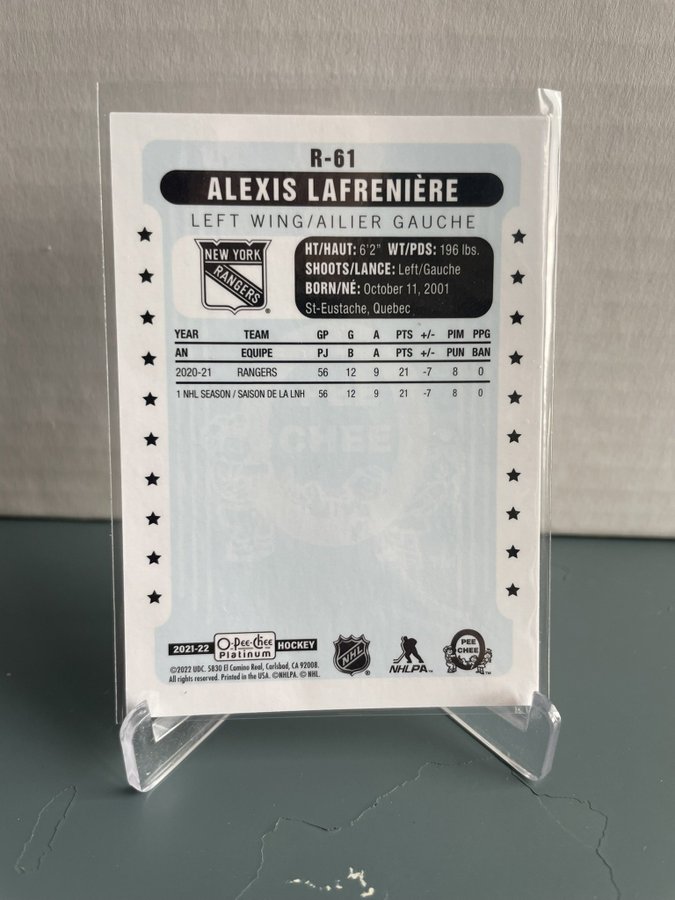 R-61
ALEXIS LAFRENIÈRE
LEFT WING/AILIER GAUCHE
NEW YORK
RANGERS
HT/HAUT: 6'2" WT/PDS: 196 lbs.
SHOOTS/LANCE: Left/Gauche
BORN/NÉ: October 11, 2001
St-Eustache, Quebec
YEAR TEAM GP G A PTS +/- PIM PPG
AN EQUIPE PJ B A PTS +/- PUN BAN
2020-21 RANGERS 56 12 9 21 -7 8 0
1 NHL SEASON / SAISON DE LA LNH 56 12 9 21 -7 8 0
CHEE
2021-22 O-Pee-Chee Platinum HOCKEY
©2022 UDC. 5830 El Camino Real, Carlsbad, CA 92008.
All rights reserved. Printed in the USA. ©NHLPA. © NHL.
NHL
NHLPA™
PEE
CHEE